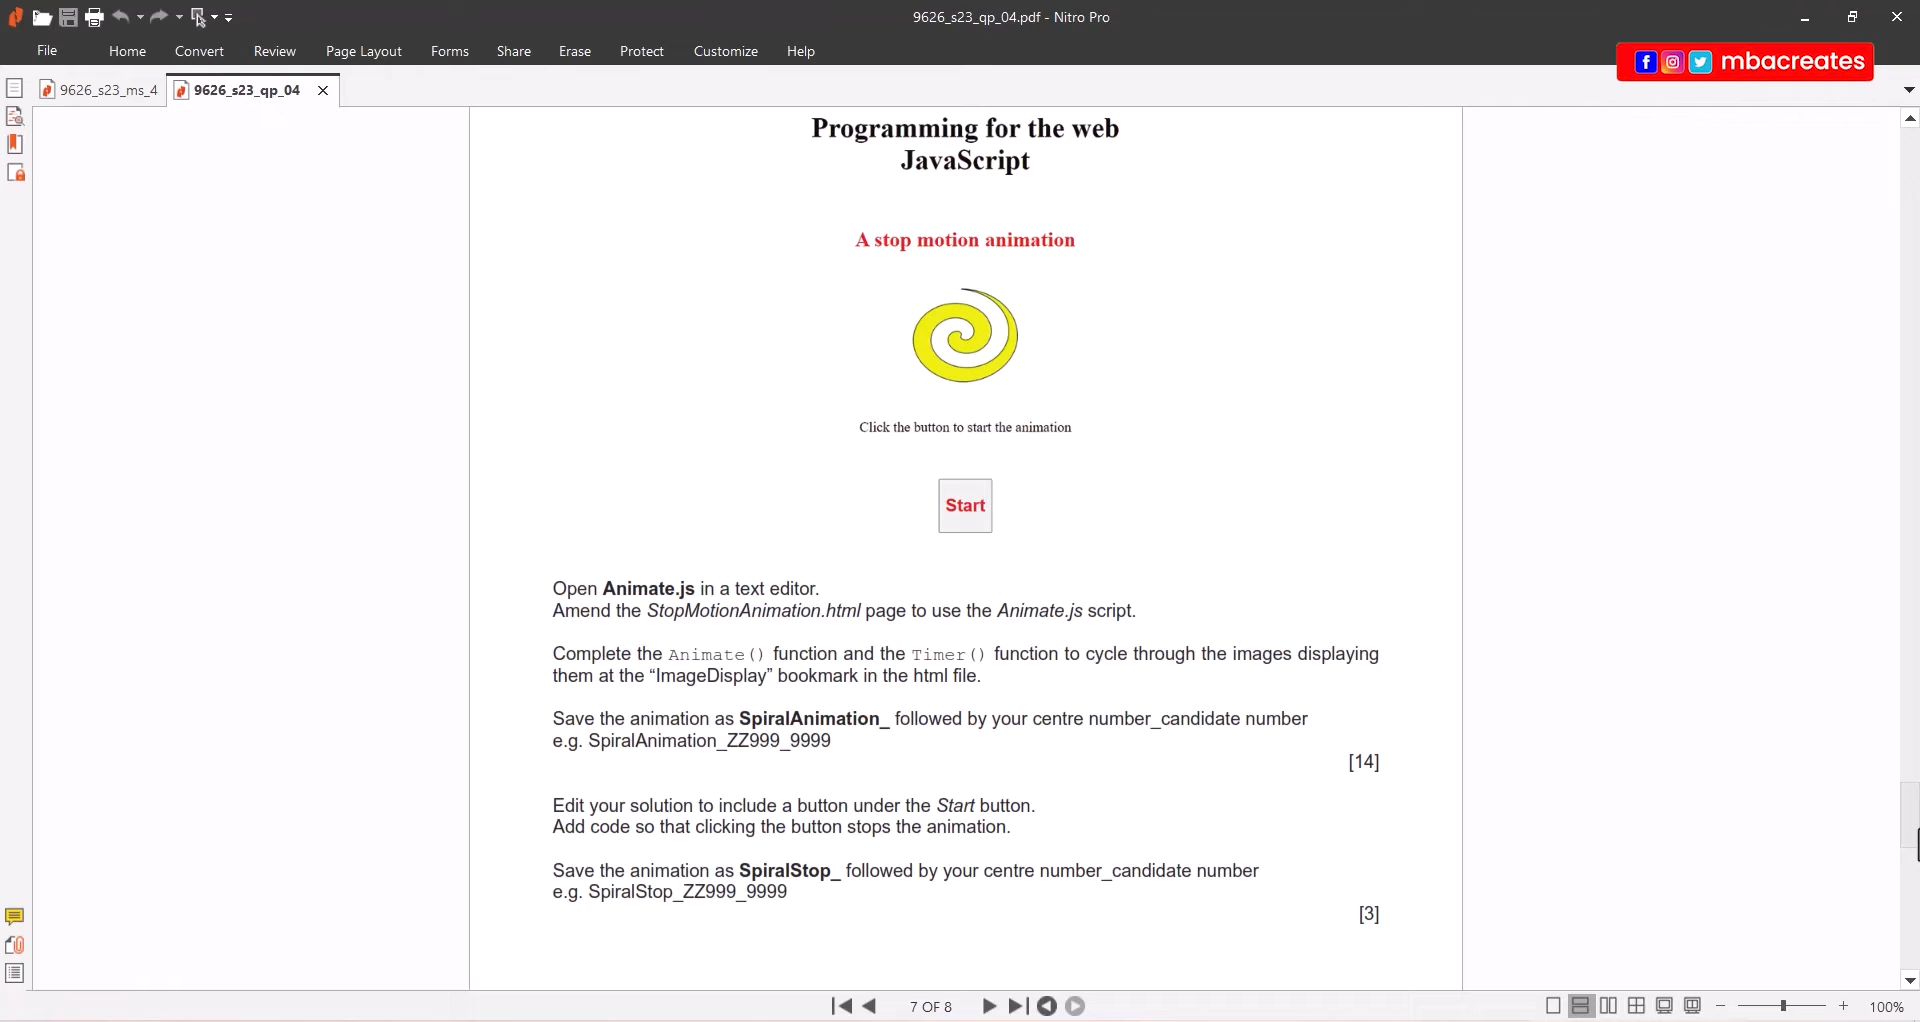 9626_s23_qp_04.pdf - Nitro Pro
File Home Convert Review Page Layout Forms Share Erase Protect Customize Help
mbacreates
9626_s23_ms_4 9626_s23_qp_04
Programming for the web
JavaScript
A stop motion animation
Click the button to start the animation
Start
Open Animate.js in a text editor.
Amend the StopMotionAnimation.html page to use the Animate.js script.
Complete the Animate() function and the Timer() function to cycle through the images displaying
them at the “ImageDisplay” bookmark in the html file.
Save the animation as SpiralAnimation_ followed by your centre number_candidate number
e.g. SpiralAnimation_ZZ999_9999
[14]
Edit your solution to include a button under the Start button.
Add code so that clicking the button stops the animation.
Save the animation as SpiralStop_ followed by your centre number_candidate number
e.g. SpiralStop_ZZ999_9999
[3]
7 OF 8
100%